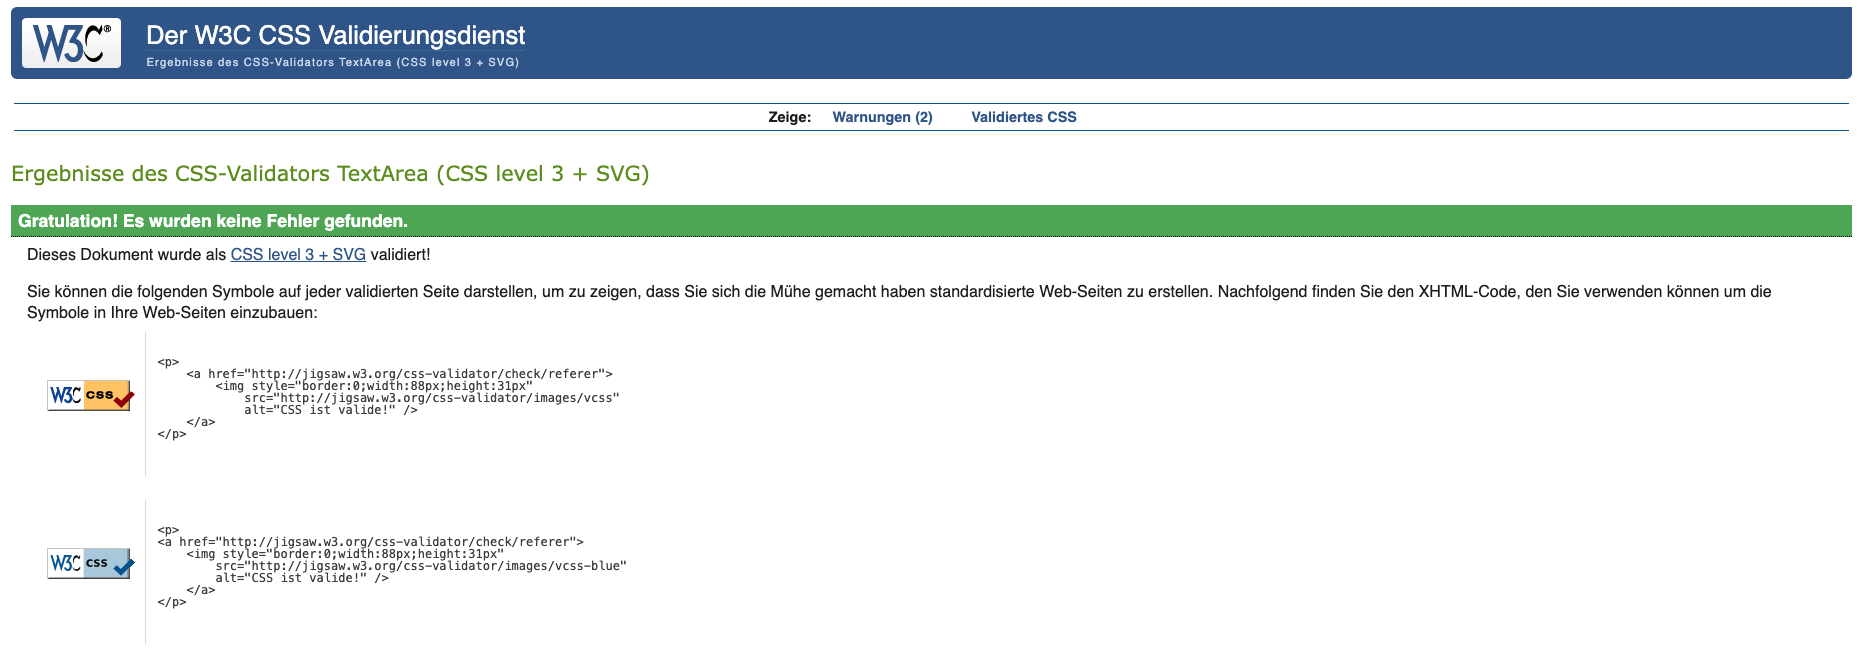 W3C®
Der W3C CSS Validierungsdienst
Ergebnisse des CSS-Validators TextArea (CSS level 3 + SVG)
Zeige: Warnungen (2) Validiertes CSS
Ergebnisse des CSS-Validators TextArea (CSS level 3 + SVG)
Gratulation! Es wurden keine Fehler gefunden.
Dieses Dokument wurde als CSS level 3 + SVG validiert!
Sie können die folgenden Symbole auf jeder validierten Seite darstellen, um zu zeigen, dass Sie sich die Mühe gemacht haben standardisierte Web-Seiten zu erstellen. Nachfolgend finden Sie den XHTML-Code, den Sie verwenden können um die
Symbole in Ihre Web-Seiten einzubauen:
W3C CSS
<p>
    <a href="http://jigsaw.w3.org/css-validator/check/referer">
        <img style="border:0;width:88px;height:31px"
            src="http://jigsaw.w3.org/css-validator/images/vcss"
            alt="CSS ist valide!" />
    </a>
</p>
W3C CSS
<p>
<a href="http://jigsaw.w3.org/css-validator/check/referer">
    <img style="border:0;width:88px;height:31px"
        src="http://jigsaw.w3.org/css-validator/images/vcss-blue"
        alt="CSS ist valide!" />
    </a>
</p>